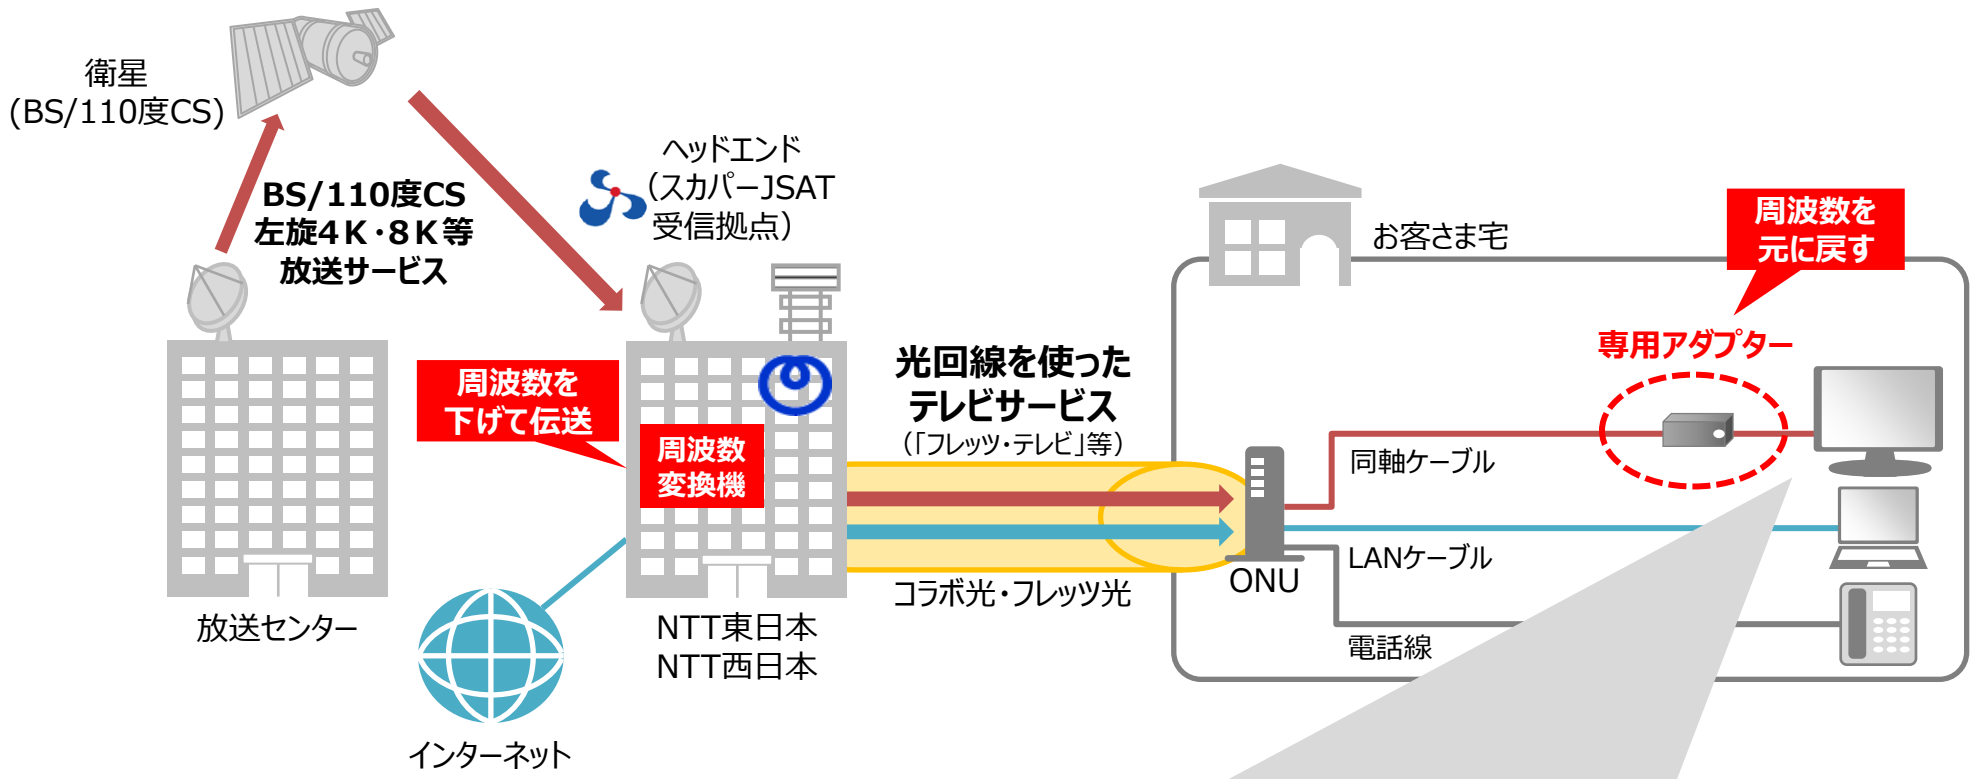 衛星
(BS/110度CS)
BS/110度CS
左旋4K・8K等
放送サービス
ヘッドエンド
(スカパーJSAT
受信拠点)
周波数を
下げて伝送
周波数
変換機
放送センター
インターネット
NTT東日本
NTT西日本
光回線を使った
テレビサービス
(「フレッツ・テレビ」等)
コラボ光・フレッツ光
お客さま宅
周波数を
元に戻す
専用アダプター
同軸ケーブル
LANケーブル
ONU
電話線